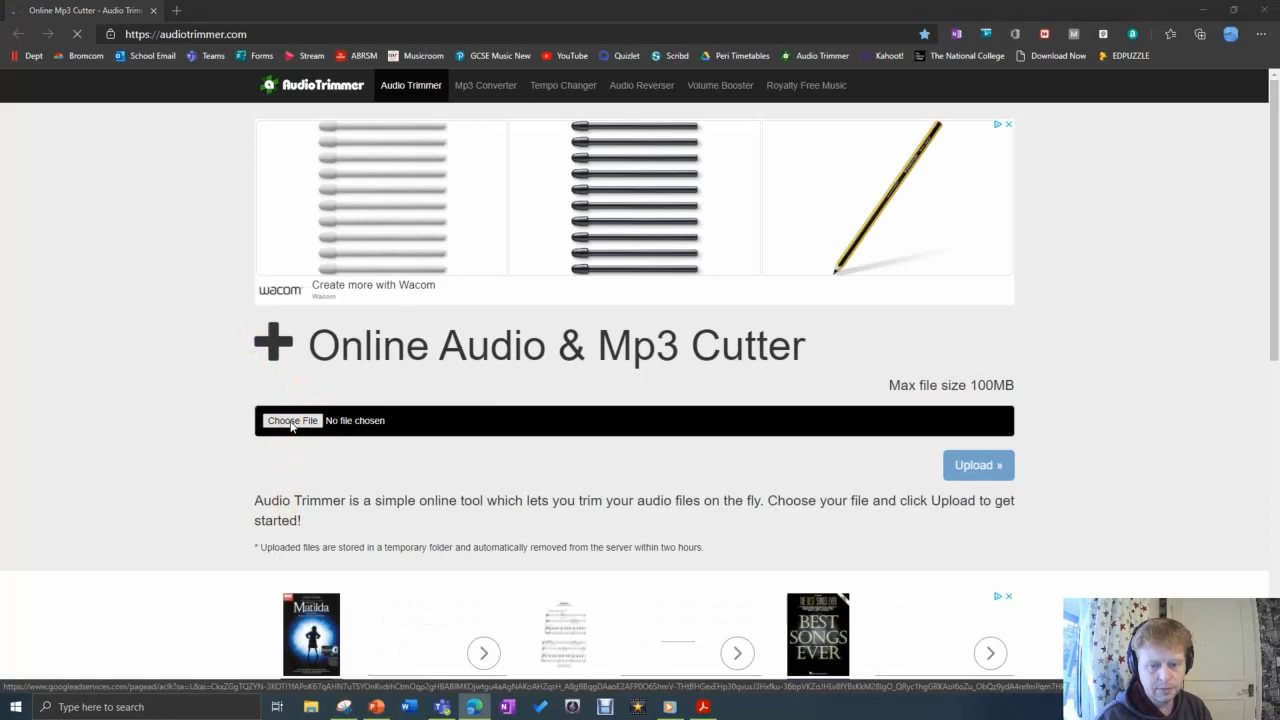 Online Mp3 Cutter - Audio Trim
https://audiotrimmer.com
Dept Bromcom School Email Teams Forms Stream ABRSM Musicroom GCSE Music New YouTube Quizlet Scribd Peri Timetables Audio Trimmer Kahoot! The National College Download Now EDPUZZLE
AudioTrimmer Audio Trimmer Mp3 Converter Tempo Changer Audio Reverser Volume Booster Royalty Free Music
wacom Create more with Wacom
Wacom
Online Audio & Mp3 Cutter
Max file size 100MB
Choose File No file chosen
Upload »
Audio Trimmer is a simple online tool which lets you trim your audio files on the fly. Choose your file and click Upload to get
started!
* Uploaded files are stored in a temporary folder and automatically removed from the server within two hours.
Matilda
BEST
SONGS
EVER
Type here to search